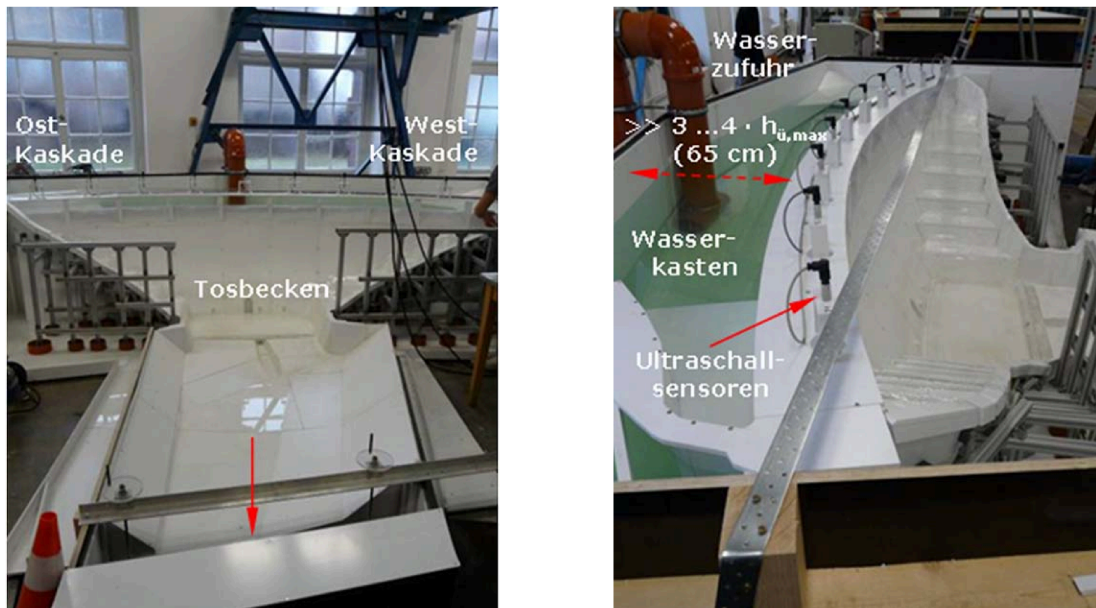 Ost-
Kaskade
West-
Kaskade
Tosbecken
Wasser-
zufuhr
>> 3 ...4 · hü,max
(65 cm)
Wasser-
kasten
Ultraschall-
sensoren